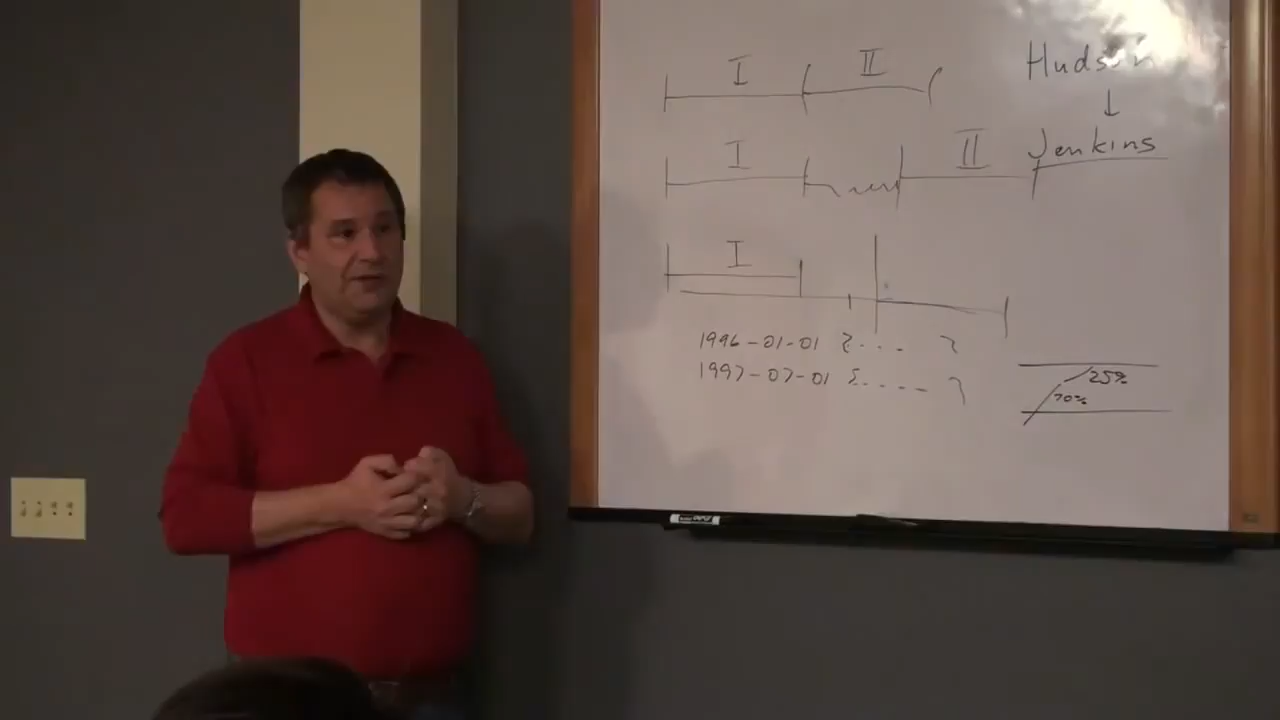 I II
Hudson
↓
I II
Jenkins
I
1996-01-01 {.... }
1997-07-01 {..... }
25%
70%